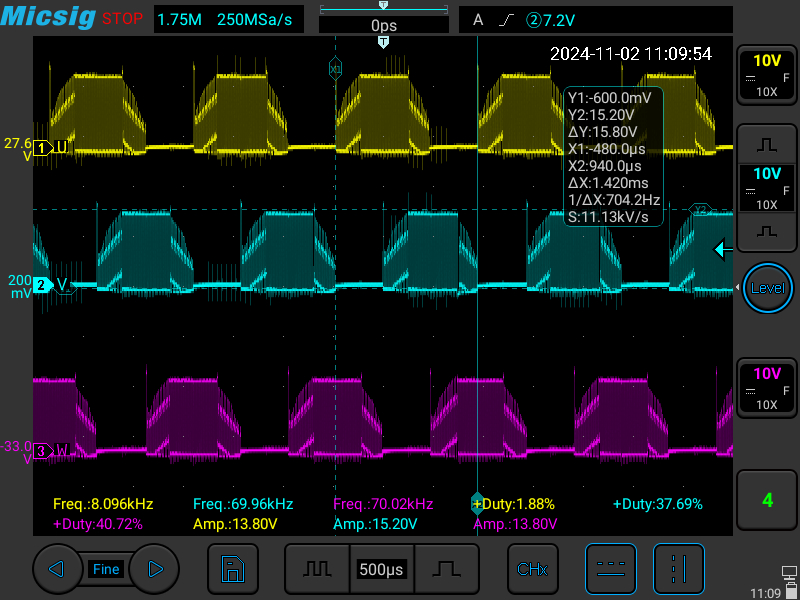 Micsig STOP 1.75M 250MSa/s 0ps A ②7.2V
T
2024-11-02 11:09:54
X1
Y1:-600.0mV
Y2:15.20V
ΔY:15.80V
X1:-480.0µs
X2:940.0µs
ΔX:1.420ms
1/ΔX:704.2Hz
S:11.13kV/s
10V
F
10X
27.6
V
1 U
10V
F
10X
Y2
200
mV
2 V
Level
10V
F
10X
-33.0
V
3 W
Freq.:8.096kHz Freq.:69.96kHz Freq.:70.02kHz +Duty:1.88% +Duty:37.69%
+Duty:40.72% Amp.:13.80V Amp.:15.20V Amp.:13.80V
4
Fine 500µs CHx
11:09